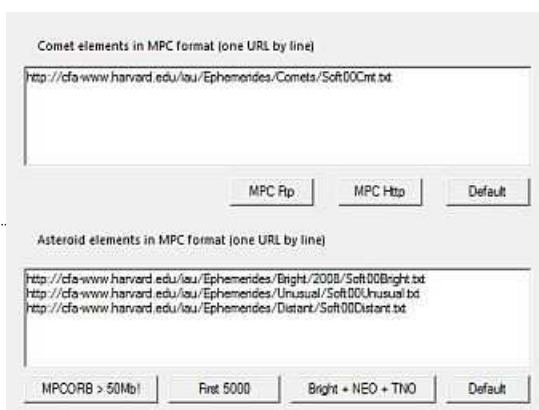 Comet elements in MPC format (one URL by line)
http://cfa-www.harvard.edu/iau/Ephemerides/Comets/Soft00Cmt.txt
MPC Ftp MPC Http Default
Asteroid elements in MPC format (one URL by line)
http://cfa-www.harvard.edu/iau/Ephemerides/Bright/2008/Soft00Bright.txt
http://cfa-www.harvard.edu/iau/Ephemerides/Unusual/Soft00Unusual.txt
http://cfa-www.harvard.edu/iau/Ephemerides/Distant/Soft00Distant.txt
MPCORB > 50Mb! First 5000 Bright + NEO + TNO Default